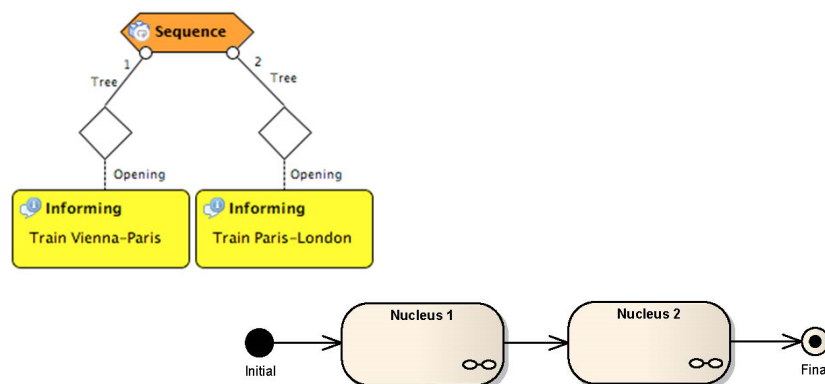 Sequence
1
2
Tree
Tree
Opening
Opening
Informing
Train Vienna-Paris
Informing
Train Paris-London
Nucleus 1
Nucleus 2
Initial
Final